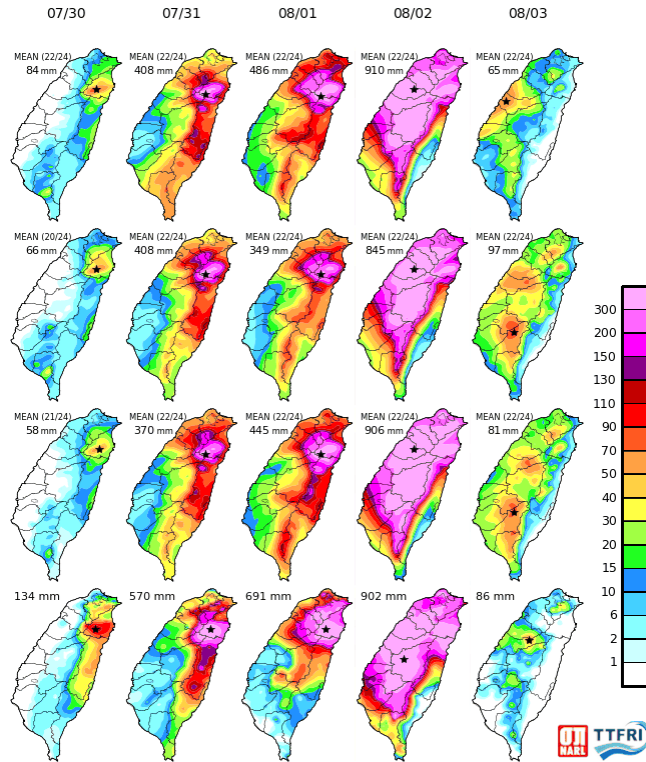 07/30 07/31 08/01 08/02 08/03
MEAN (22/24) MEAN (22/24) MEAN (22/24) MEAN (22/24) MEAN (22/24)
84 mm 408 mm 486 mm 910 mm 65 mm
MEAN (20/24) MEAN (22/24) MEAN (22/24) MEAN (22/24) MEAN (22/24)
66 mm 408 mm 349 mm 845 mm 97 mm
300
200
150
130
110
MEAN (21/24) MEAN (22/24) MEAN (22/24) MEAN (22/24) MEAN (22/24)
58 mm 370 mm 445 mm 906 mm 81 mm
90
70
50
40
30
20
15
134 mm 570 mm 691 mm 902 mm 86 mm
10
6
2
1
NARL
TTFRI